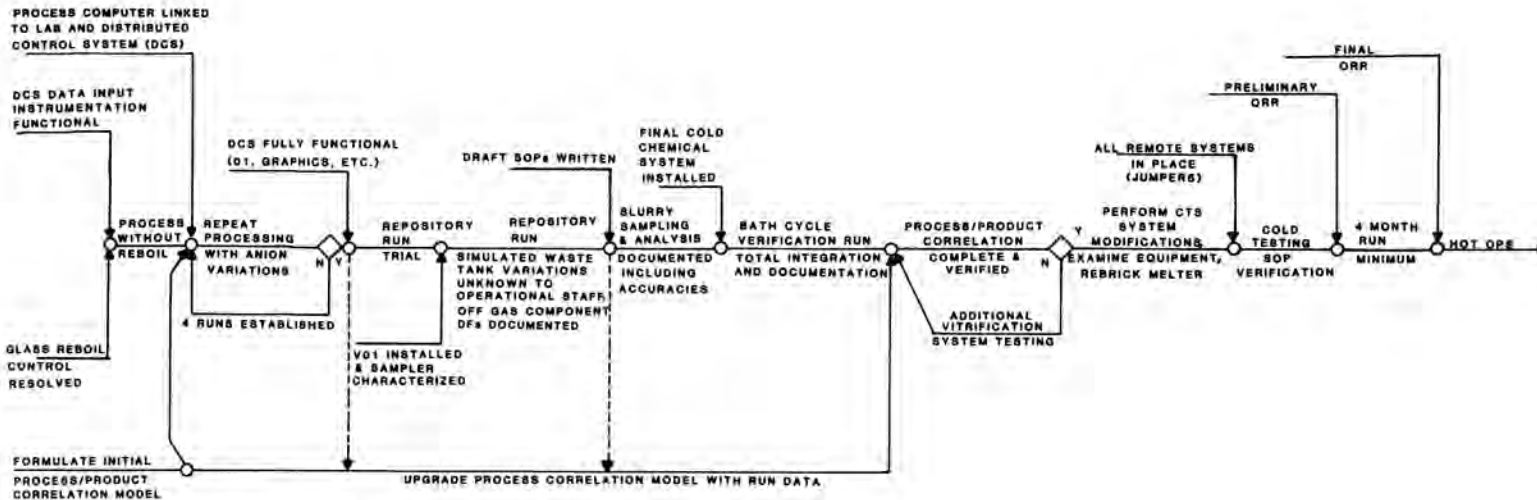 PROCESS COMPUTER LINKED
TO LAB AND DISTRIBUTED
CONTROL SYSTEM (DCS)
DCS DATA INPUT
INSTRUMENTATION
FUNCTIONAL
PROCESS
WITHOUT
REBOIL
GLASS REBOIL
CONTROL
RESOLVED
REPEAT
PROCESSING
WITH ANION
VARIATIONS
N
Y
4 RUNS ESTABLISHED
DCS FULLY FUNCTIONAL
(01, GRAPHICS, ETC.)
REPOSITORY
RUN
TRIAL
V01 INSTALLED
& SAMPLER
CHARACTERIZED
DRAFT SOPs WRITTEN
REPOSITORY
RUN
SIMULATED WASTE
TANK VARIATIONS
UNKNOWN TO
OPERATIONAL STAFF,
OFF GAS COMPONENT
DFs DOCUMENTED
SLURRY
SAMPLING
& ANALYSIS
DOCUMENTED
INCLUDING
ACCURACIES
FINAL COLD
CHEMICAL
SYSTEM
INSTALLED
BATH CYCLE
VERIFICATION RUN
TOTAL INTEGRATION
AND DOCUMENTATION
PROCESS/PRODUCT
CORRELATION
COMPLETE &
VERIFIED
Y
N
ADDITIONAL
VITRIFICATION
SYSTEM TESTING
PERFORM CTS
SYSTEM
MODIFICATIONS,
EXAMINE EQUIPMENT,
REBRICK MELTER
ALL REMOTE SYSTEMS
IN PLACE
(JUMPERS)
COLD
TESTING
SOP
VERIFICATION
PRELIMINARY
ORR
4 MONTH
RUN
MINIMUM
FINAL
ORR
HOT OPS
FORMULATE INITIAL
PROCESS/PRODUCT
CORRELATION MODEL
UPGRADE PROCESS CORRELATION MODEL WITH RUN DATA